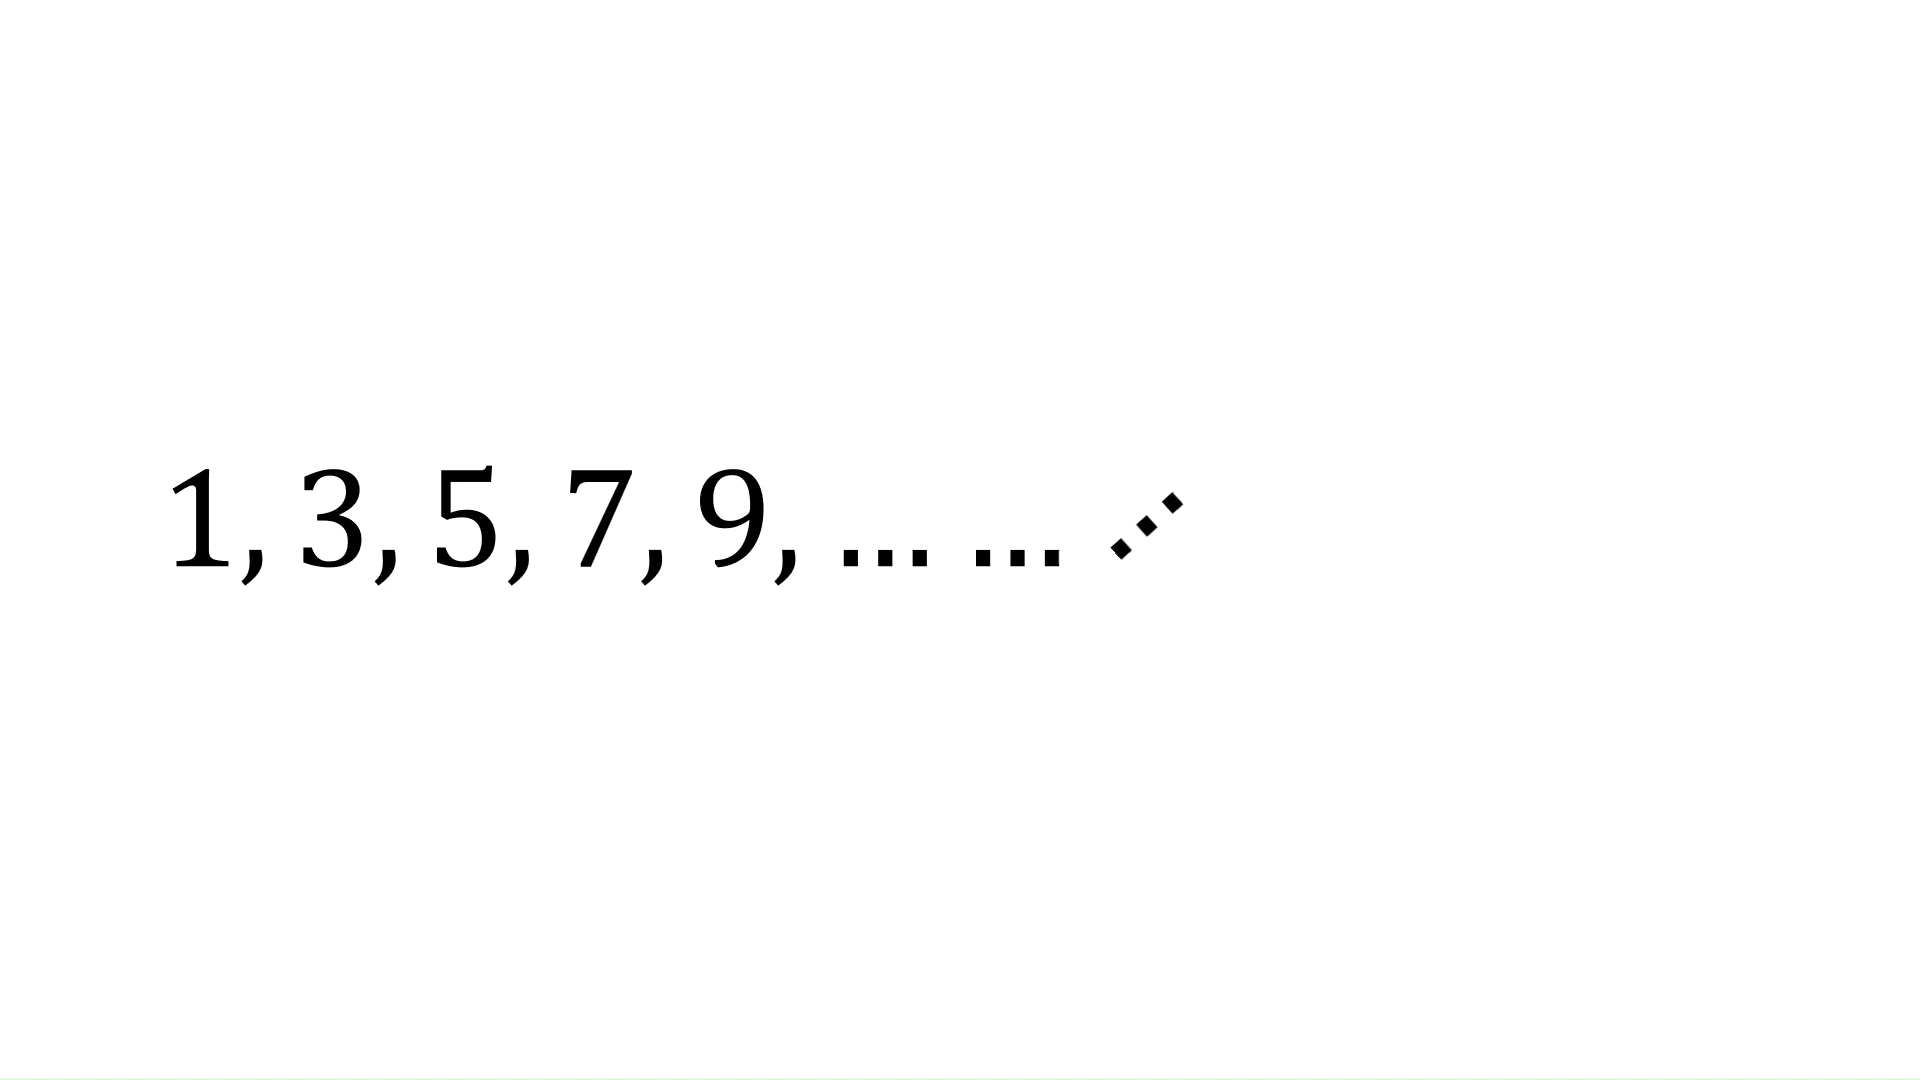 1, 3, 5, 7, 9, … … ⋰